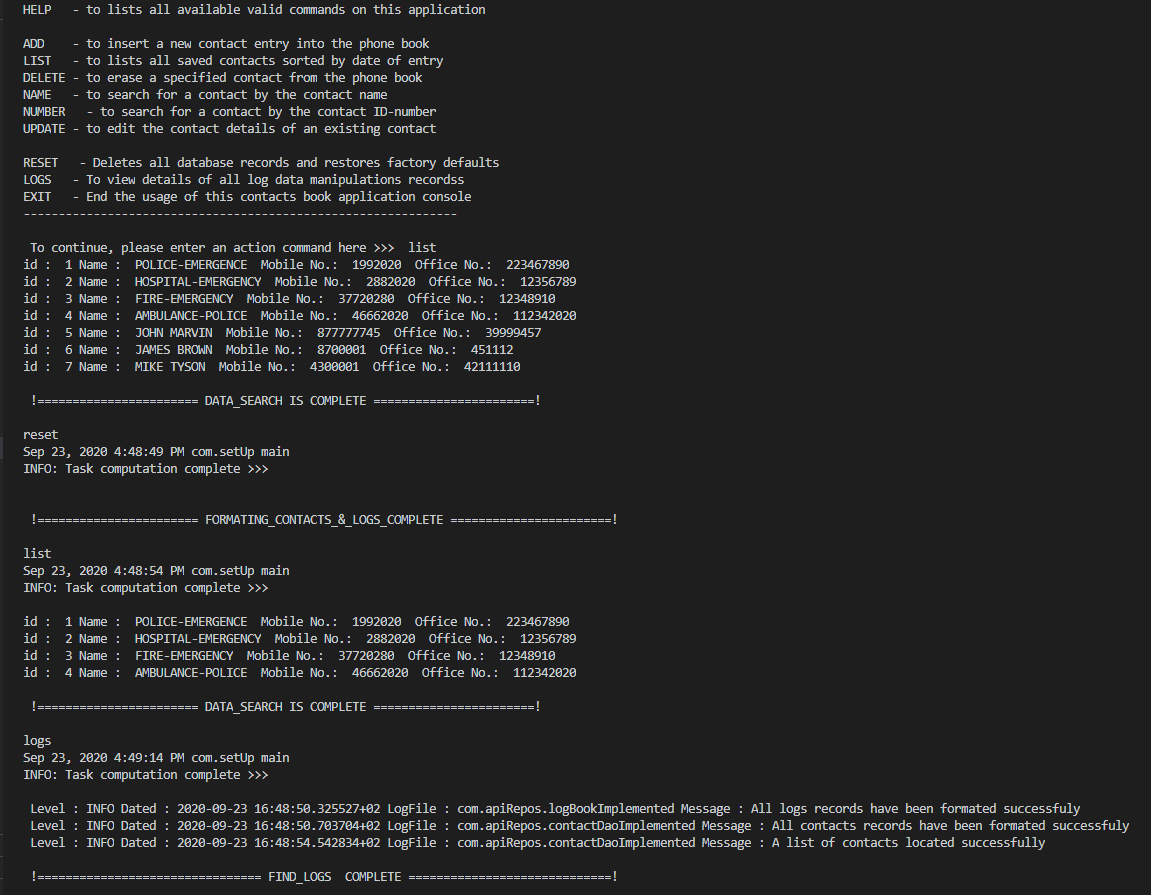 HELP   - to lists all available valid commands on this application
ADD    - to insert a new contact entry into the phone book
LIST   - to lists all saved contacts sorted by date of entry
DELETE - to erase a specified contact from the phone book
NAME   - to search for a contact by the contact name
NUMBER   - to search for a contact by the contact ID-number
UPDATE - to edit the contact details of an existing contact
RESET   - Deletes all database records and restores factory defaults
LOGS   - To view details of all log data manipulations recordss
EXIT   - End the usage of this contacts book application console
--------------------------------------------------------------
To continue, please enter an action command here >>>  list
id :  1 Name :  POLICE-EMERGENCE  Mobile No.:  1992020  Office No.:  223467890
id :  2 Name :  HOSPITAL-EMERGENCY  Mobile No.:  2882020  Office No.:  12356789
id :  3 Name :  FIRE-EMERGENCY  Mobile No.:  37720280  Office No.:  12348910
id :  4 Name :  AMBULANCE-POLICE  Mobile No.:  46662020  Office No.:  112342020
id :  5 Name :  JOHN MARVIN  Mobile No.:  877777745  Office No.:  39999457
id :  6 Name :  JAMES BROWN  Mobile No.:  8700001  Office No.:  451112
id :  7 Name :  MIKE TYSON  Mobile No.:  4300001  Office No.:  42111110
!======================= DATA_SEARCH IS COMPLETE =======================!
reset
Sep 23, 2020 4:48:49 PM com.setUp main
INFO: Task computation complete >>>
!======================= FORMATING_CONTACTS_&_LOGS_COMPLETE =======================!
list
Sep 23, 2020 4:48:54 PM com.setUp main
INFO: Task computation complete >>>
id :  1 Name :  POLICE-EMERGENCE  Mobile No.:  1992020  Office No.:  223467890
id :  2 Name :  HOSPITAL-EMERGENCY  Mobile No.:  2882020  Office No.:  12356789
id :  3 Name :  FIRE-EMERGENCY  Mobile No.:  37720280  Office No.:  12348910
id :  4 Name :  AMBULANCE-POLICE  Mobile No.:  46662020  Office No.:  112342020
!======================= DATA_SEARCH IS COMPLETE =======================!
logs
Sep 23, 2020 4:49:14 PM com.setUp main
INFO: Task computation complete >>>
Level : INFO Dated : 2020-09-23 16:48:50.325527+02 LogFile : com.apiRepos.logBookImplemented Message : All logs records have been formated successfuly
Level : INFO Dated : 2020-09-23 16:48:50.703704+02 LogFile : com.apiRepos.contactDaoImplemented Message : All contacts records have been formated successfuly
Level : INFO Dated : 2020-09-23 16:48:54.542834+02 LogFile : com.apiRepos.contactDaoImplemented Message : A list of contacts located successfully
!================================ FIND_LOGS  COMPLETE =============================!